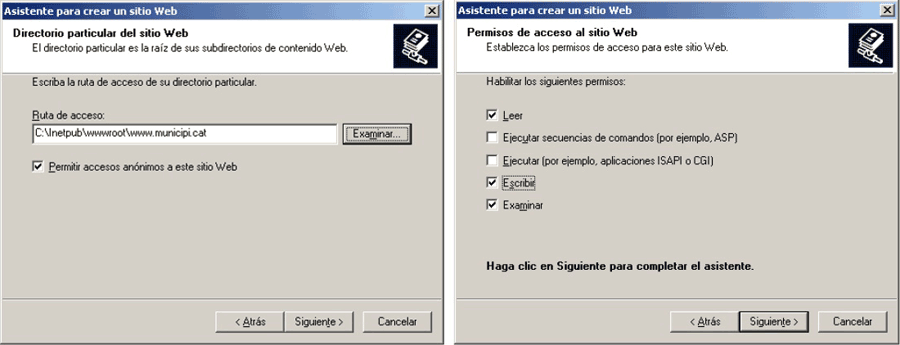 Asistente para crear un sitio Web
Directorio particular del sitio Web
El directorio particular es la raíz de sus subdirectorios de contenido Web.
Escriba la ruta de acceso de su directorio particular.
Ruta de acceso:
C:\Inetpub\wwwroot\www.municipi.cat
Examinar...
Permitir accesos anónimos a este sitio Web
< Atrás
Siguiente >
Cancelar
Asistente para crear un sitio Web
Permisos de acceso al sitio Web
Establezca los permisos de acceso para este sitio Web.
Habilitar los siguientes permisos:
Leer
Ejecutar secuencias de comandos (por ejemplo, ASP)
Ejecutar (por ejemplo, aplicaciones ISAPI o CGI)
Escribir
Examinar
Haga clic en Siguiente para completar el asistente.
< Atrás
Siguiente >
Cancelar